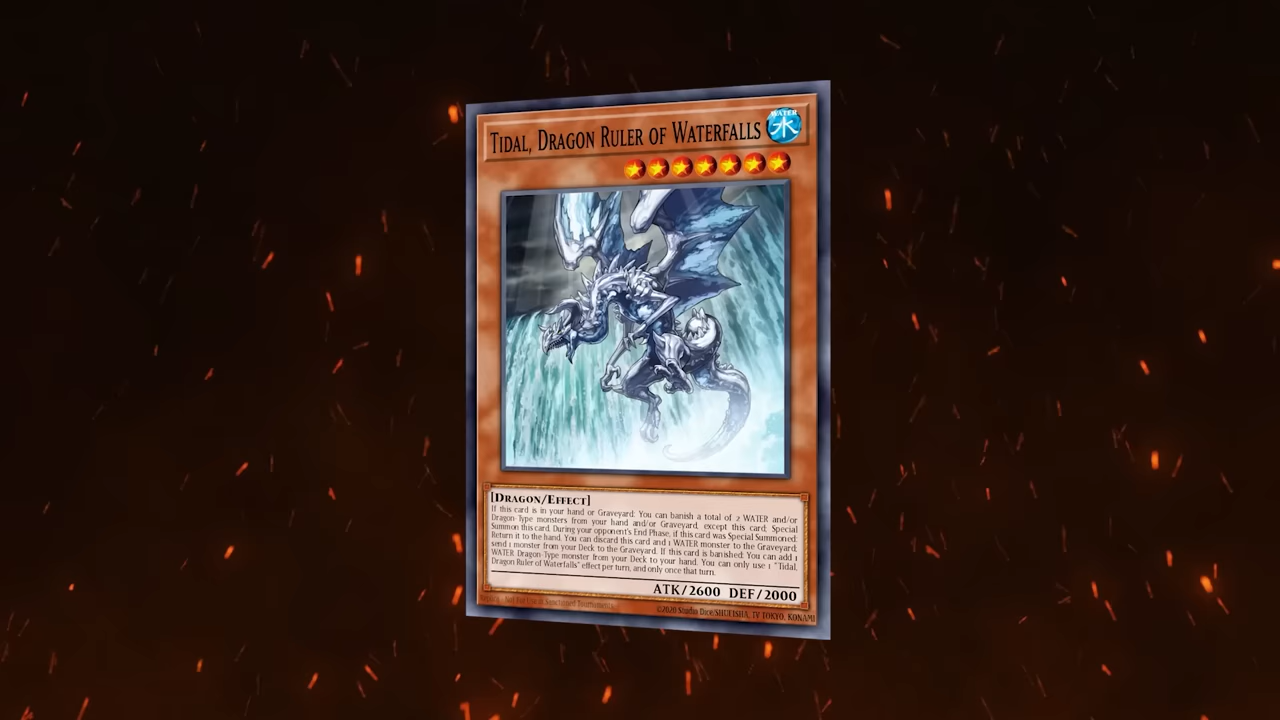 Tidal, Dragon Ruler of Waterfalls
WATER
水
[Dragon/Effect]
If this card is in your hand or Graveyard: You can banish a total of 2 WATER and/or
Dragon-Type monsters from your hand and/or Graveyard, except this card; Special
Summon this card. During your opponent's End Phase, if this card was Special Summoned:
Return it to the hand. You can discard this card and 1 WATER monster to the Graveyard;
send 1 monster from your Deck to the Graveyard. If this card is banished: You can add 1
WATER Dragon-Type monster from your Deck to your hand. You can only use 1 "Tidal,
Dragon Ruler of Waterfalls" effect per turn, and only once that turn.
ATK/2600 DEF/2000
Not for Use in Sanctioned Tournaments
©2020 Studio Dice/SHUEISHA, TV TOKYO, KONAMI